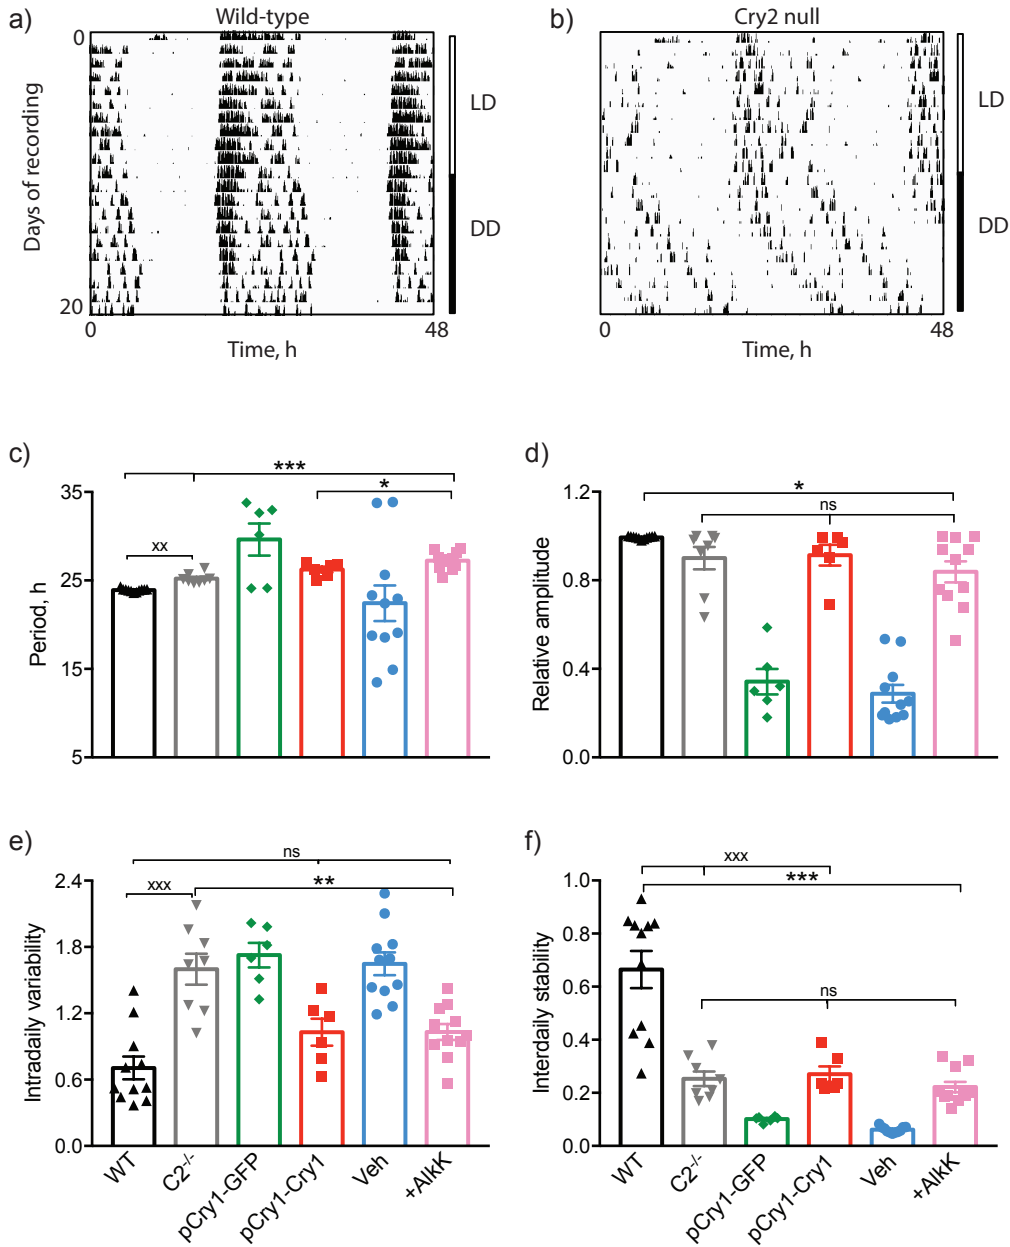 a)
Wild-type
b)
Cry2 null
0
Days of recording
20
LD
DD
0
48
Time, h
LD
DD
0
48
Time, h
c)
***
*
xx
35
25
15
5
Period, h
d)
*
ns
1.2
0.8
0.4
0.0
Relative amplitude
e)
ns
xxx
**
2.4
1.8
1.2
0.6
0.0
Intradaily variability
WT
C2-/-
pCry1-GFP
pCry1-Cry1
Veh
+AlkK
f)
xxx
***
ns
1.0
0.8
0.6
0.4
0.2
0.0
Interdaily stability
WT
C2-/-
pCry1-GFP
pCry1-Cry1
Veh
+AlkK